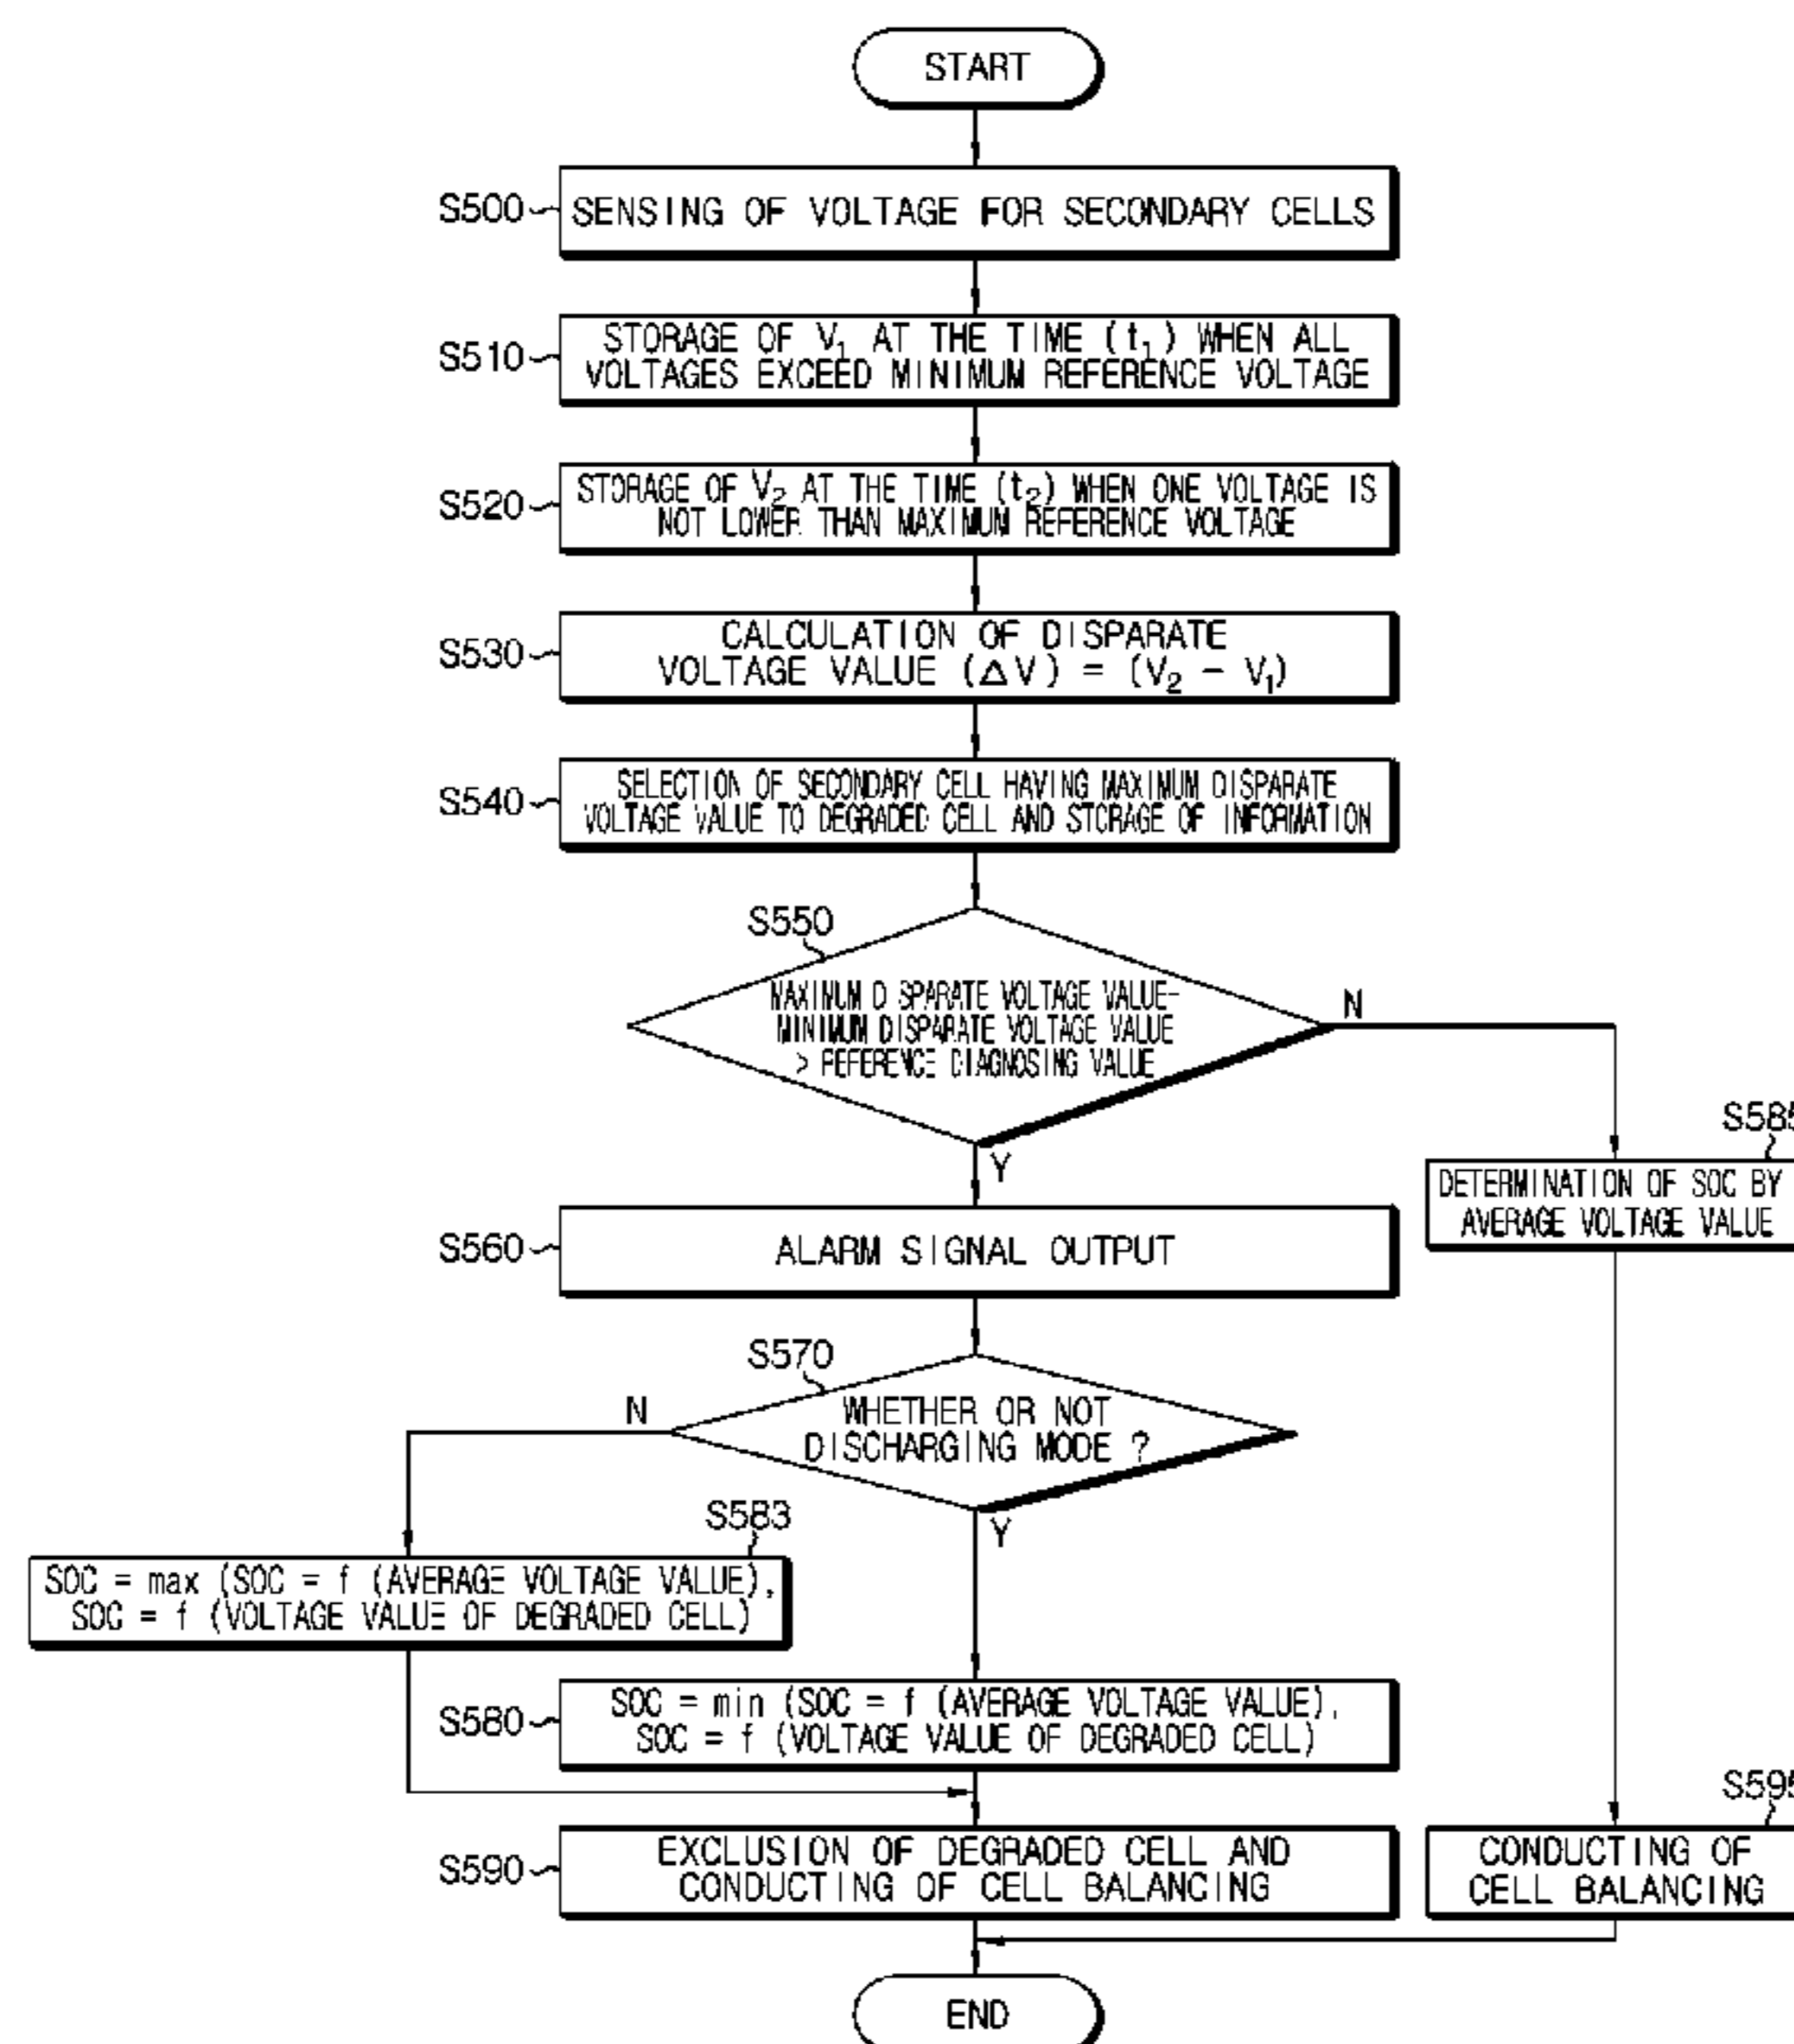 START
S500
SENSING OF VOLTAGE FOR SECONDARY CELLS
S510
STORAGE OF V₁ AT THE TIME (t₁) WHEN ALL
VOLTAGES EXCEED MINIMUM REFERENCE VOLTAGE
S520
STORAGE OF V₂ AT THE TIME (t₂) WHEN ONE VOLTAGE IS
NOT LOWER THAN MAXIMUM REFERENCE VOLTAGE
S530
CALCULATION OF DISPARATE
VOLTAGE VALUE (ΔV) = (V₂ - V₁)
S540
SELECTION OF SECONDARY CELL HAVING MAXIMUM DISPARATE
VOLTAGE VALUE TO DEGRADED CELL AND STORAGE OF INFORMATION
S550
MAXIMUM D SPARATE VOLTAGE VALUE-
MINIMUM DISPARATE VOLTAGE VALUE
> REFERENCE DIAGNOSING VALUE
N
Y
S585
DETERMINATION OF SOC BY
AVERAGE VOLTAGE VALUE
S560
ALARM SIGNAL OUTPUT
S570
WHETHER OR NOT
DISCHARGING MODE ?
N
Y
S583
SOC = max (SOC = f (AVERAGE VOLTAGE VALUE),
SOC = f (VOLTAGE VALUE OF DEGRADED CELL)
S580
SOC = min (SOC = f (AVERAGE VOLTAGE VALUE),
SOC = f (VOLTAGE VALUE OF DEGRADED CELL)
S590
EXCLUSION OF DEGRADED CELL AND
CONDUCTING OF CELL BALANCING
S595
CONDUCTING OF
CELL BALANCING
END